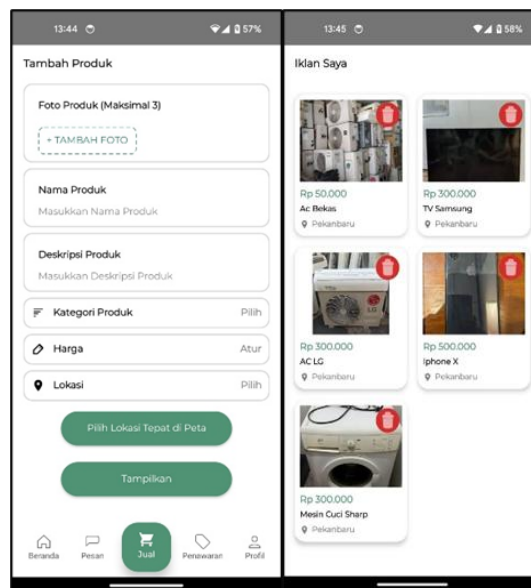 13:44
57%
Tambah Produk
Foto Produk (Maksimal 3)
+ TAMBAH FOTO
Nama Produk
Masukkan Nama Produk
Deskripsi Produk
Masukkan Deskripsi Produk
Kategori Produk Pilih
Harga Atur
Lokasi Pilih
Pilih Lokasi Tepat di Peta
Tampilkan
Beranda Pesan Jual Penawaran Profil
13:45
58%
Iklan Saya
Rp 50.000
Ac Bekas
Pekanbaru
Rp 300.000
TV Samsung
Pekanbaru
LG
Rp 300.000
AC LG
Pekanbaru
Rp 500.000
Iphone X
Pekanbaru
Rp 300.000
Mesin Cuci Sharp
Pekanbaru